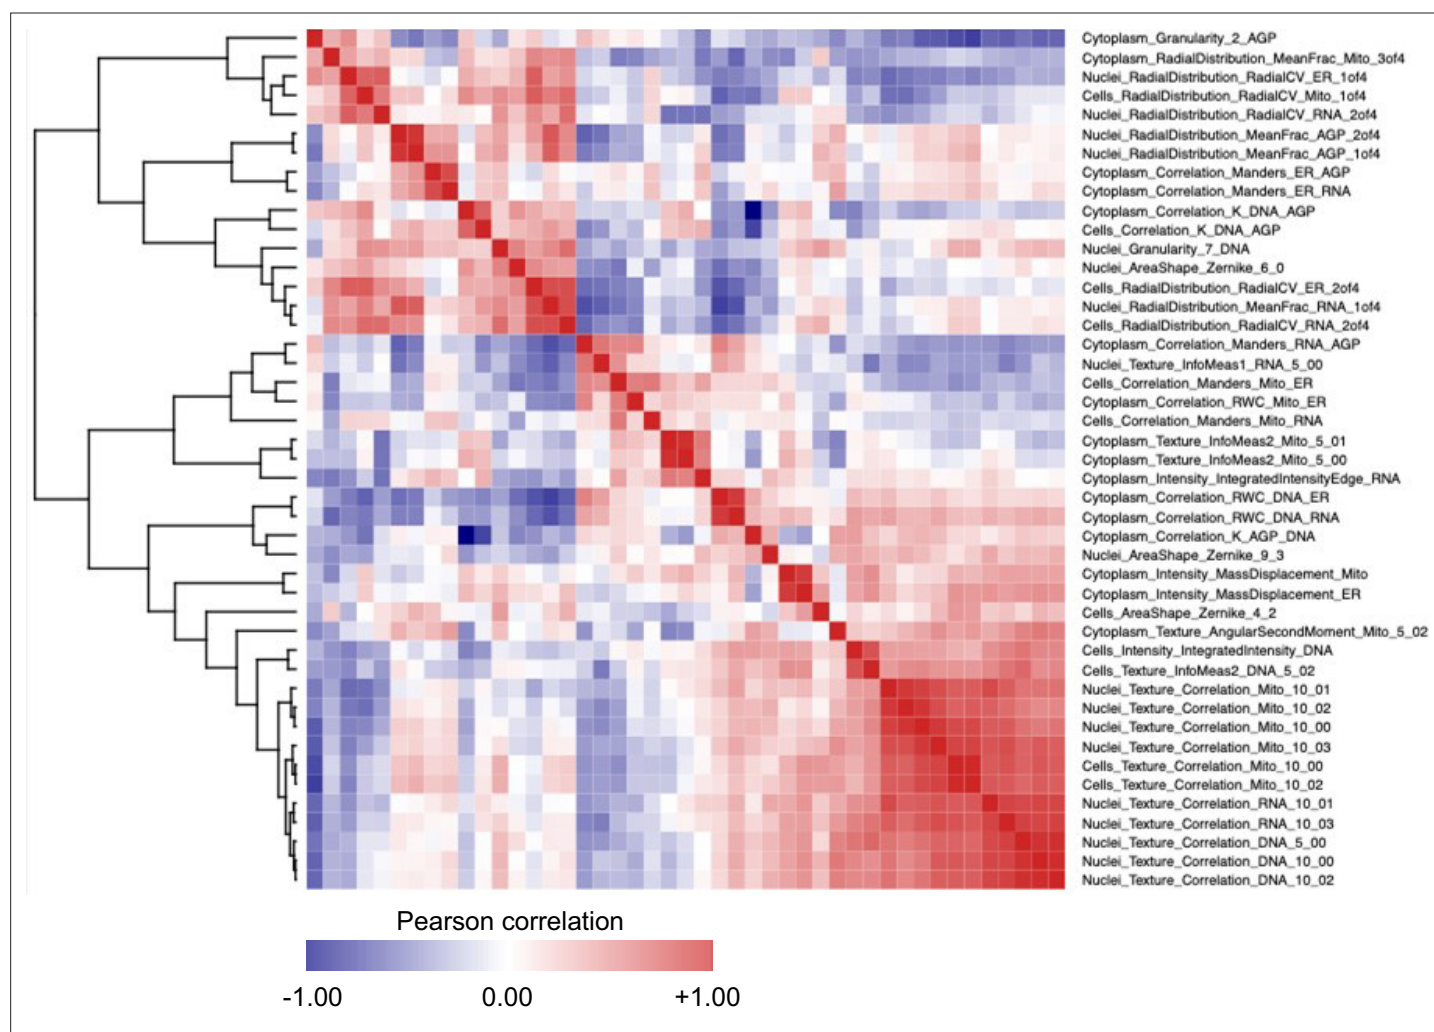 Cytoplasm_Granularity_2_AGP
Cytoplasm_RadialDistribution_MeanFrac_Mito_3of4
Nuclei_RadialDistribution_RadialCV_ER_1of4
Cells_RadialDistribution_RadialCV_Mito_1of4
Nuclei_RadialDistribution_RadialCV_RNA_2of4
Nuclei_RadialDistribution_MeanFrac_AGP_2of4
Nuclei_RadialDistribution_MeanFrac_AGP_1of4
Cytoplasm_Correlation_Manders_ER_AGP
Cytoplasm_Correlation_Manders_ER_RNA
Cytoplasm_Correlation_K_DNA_AGP
Cells_Correlation_K_DNA_AGP
Nuclei_Granularity_7_DNA
Nuclei_AreaShape_Zernike_6_0
Cells_RadialDistribution_RadialCV_ER_2of4
Nuclei_RadialDistribution_MeanFrac_RNA_1of4
Cells_RadialDistribution_RadialCV_RNA_2of4
Cytoplasm_Correlation_Manders_RNA_AGP
Nuclei_Texture_InfoMeas1_RNA_5_00
Cells_Correlation_Manders_Mito_ER
Cytoplasm_Correlation_RWC_Mito_ER
Cells_Correlation_Manders_Mito_RNA
Cytoplasm_Texture_InfoMeas2_Mito_5_01
Cytoplasm_Texture_InfoMeas2_Mito_5_00
Cytoplasm_Intensity_IntegratedIntensityEdge_RNA
Cytoplasm_Correlation_RWC_DNA_ER
Cytoplasm_Correlation_RWC_DNA_RNA
Cytoplasm_Correlation_K_AGP_DNA
Nuclei_AreaShape_Zernike_9_3
Cytoplasm_Intensity_MassDisplacement_Mito
Cytoplasm_Intensity_MassDisplacement_ER
Cells_AreaShape_Zernike_4_2
Cytoplasm_Texture_AngularSecondMoment_Mito_5_02
Cells_Intensity_IntegratedIntensity_DNA
Cells_Texture_InfoMeas2_DNA_5_02
Nuclei_Texture_Correlation_Mito_10_01
Nuclei_Texture_Correlation_Mito_10_02
Nuclei_Texture_Correlation_Mito_10_00
Nuclei_Texture_Correlation_Mito_10_03
Cells_Texture_Correlation_Mito_10_00
Cells_Texture_Correlation_Mito_10_02
Nuclei_Texture_Correlation_RNA_10_01
Nuclei_Texture_Correlation_RNA_10_03
Nuclei_Texture_Correlation_DNA_5_00
Nuclei_Texture_Correlation_DNA_10_00
Nuclei_Texture_Correlation_DNA_10_02
Pearson correlation
-1.00 0.00 +1.00